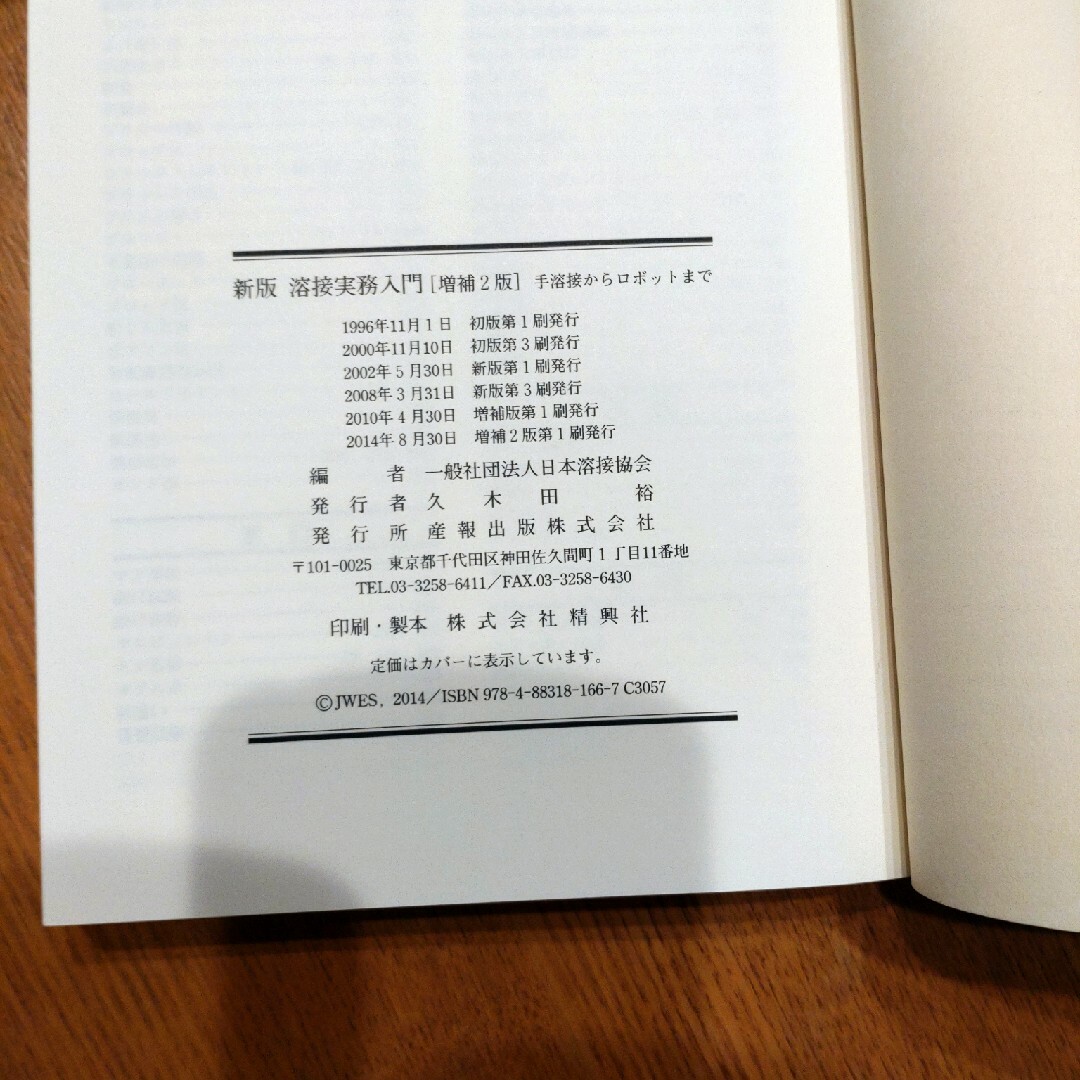 新版 溶接実務入門［増補2版］ 手溶接からロボットまで
1996年11月1日 初版第1刷発行
2000年11月10日 初版第3刷発行
2002年5月30日 新版第1刷発行
2008年3月31日 新版第3刷発行
2010年4月30日 増補版第1刷発行
2014年8月30日 増補2版第1刷発行
編者 一般社団法人日本溶接協会
発行者 久木田 裕
発行所 産報出版株式会社
〒101-0025 東京都千代田区神田佐久間町1丁目11番地
TEL.03-3258-6411／FAX.03-3258-6430
印刷・製本 株式会社精興社
定価はカバーに表示しています。
©JWES, 2014／ISBN 978-4-88318-166-7 C3057